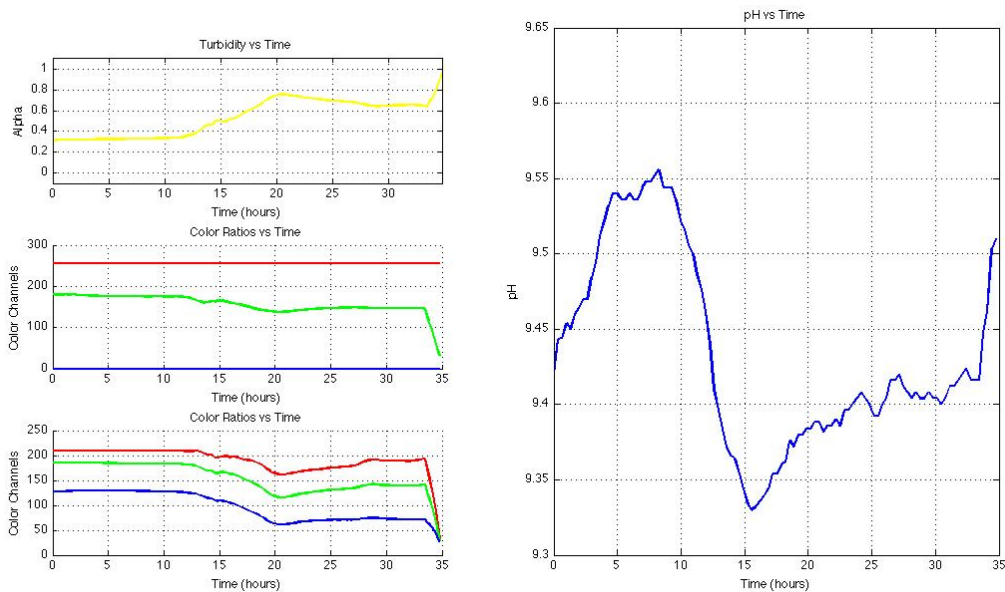 Turbidity vs Time
Alpha
1
0.8
0.6
0.4
0.2
0
0 5 10 15 20 25 30
Time (hours)
Color Ratios vs Time
Color Channels
300
200
100
0
0 5 10 15 20 25 30 35
Time (hours)
Color Ratios vs Time
Color Channels
250
200
150
100
50
0
0 5 10 15 20 25 30 35
Time (hours)
pH vs Time
pH
9.65
9.6
9.55
9.5
9.45
9.4
9.35
9.3
0 5 10 15 20 25 30 35
Time (hours)